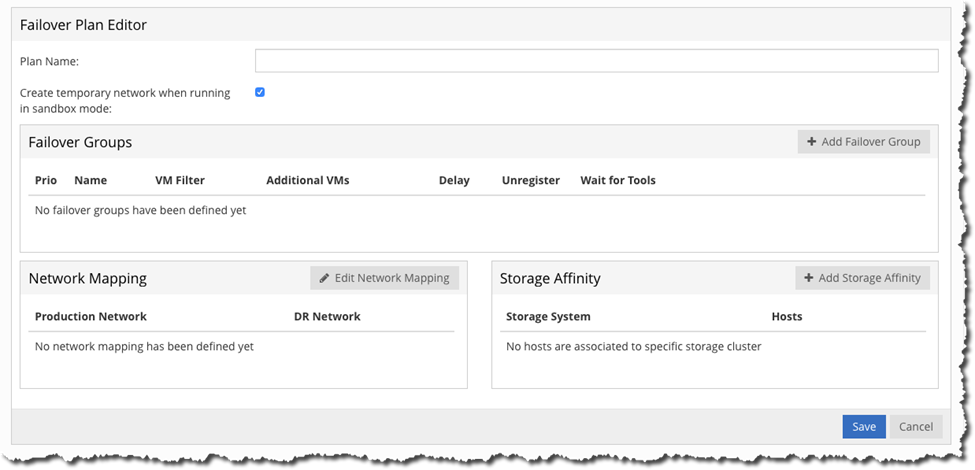 Failover Plan Editor
Plan Name:
Create temporary network when running
in sandbox mode:
Failover Groups
Add Failover Group
Prio Name VM Filter Additional VMs Delay Unregister Wait for Tools
No failover groups have been defined yet
Network Mapping
Edit Network Mapping
Production Network DR Network
No network mapping has been defined yet
Storage Affinity
Add Storage Affinity
Storage System Hosts
No hosts are associated to specific storage cluster
Save Cancel